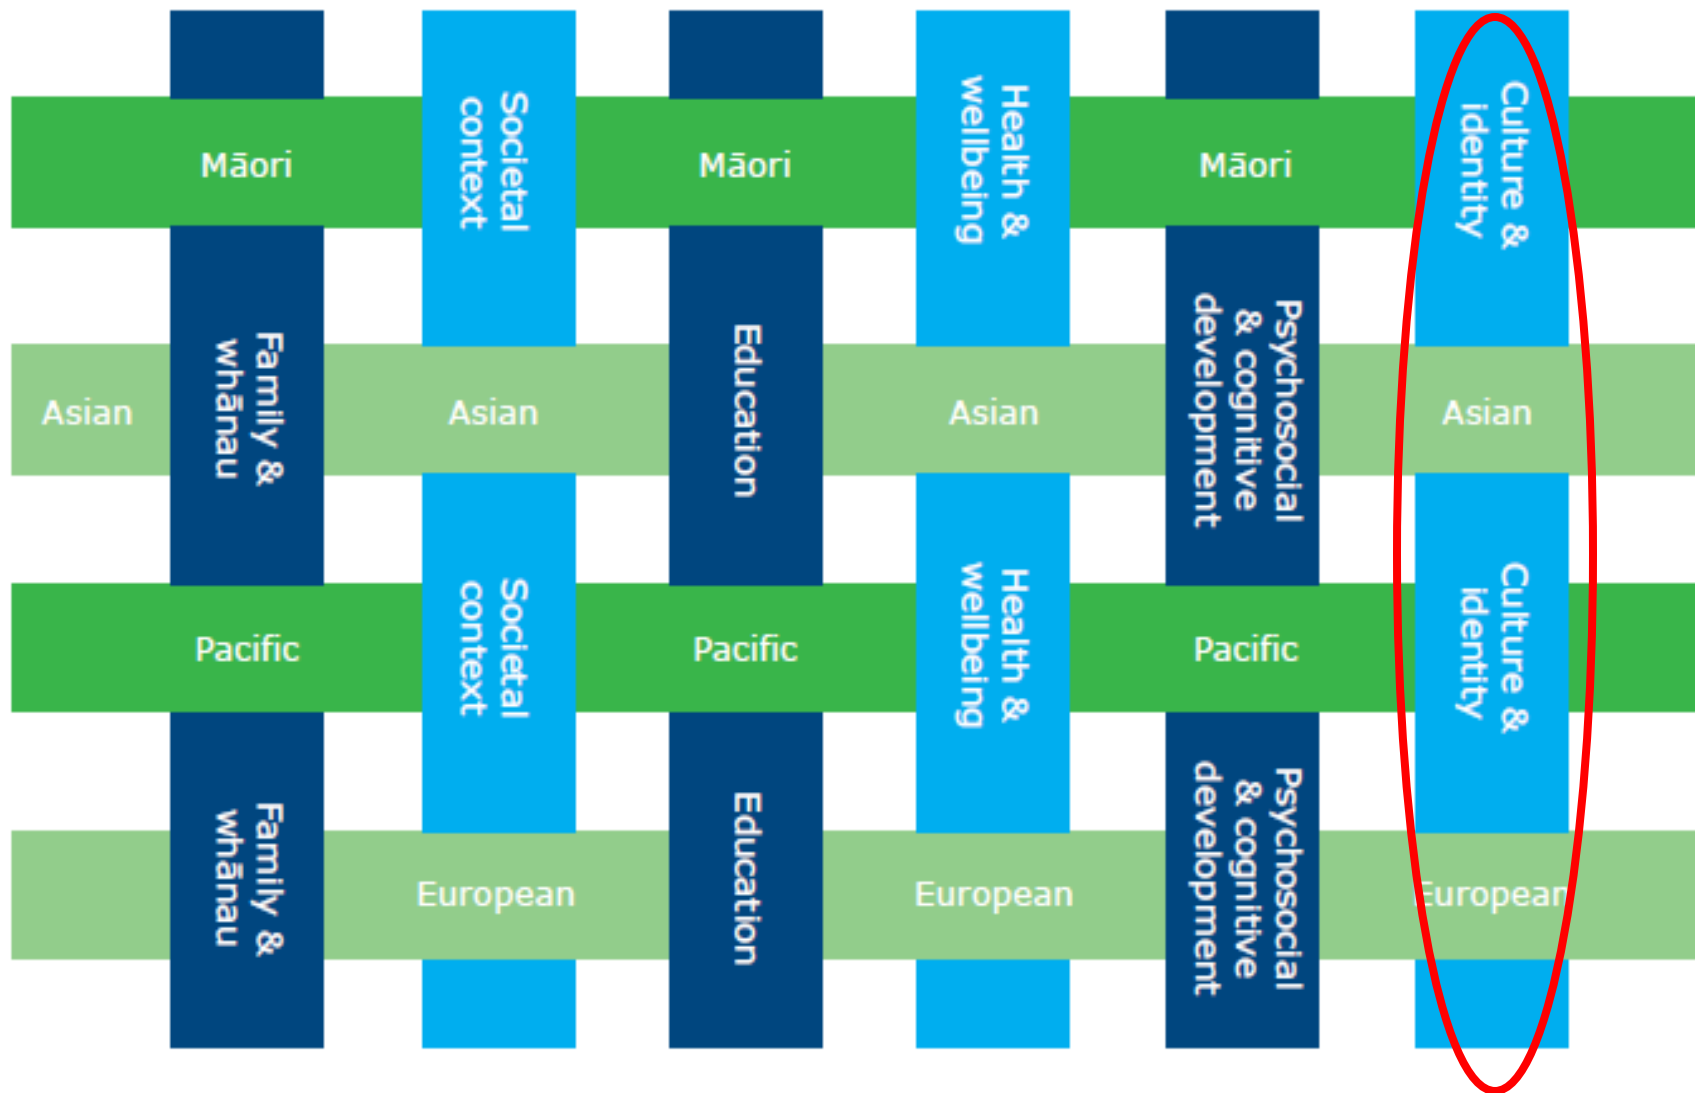 Māori
Societal
context
Māori
Health &
wellbeing
Māori
Culture &
identity
Asian
Family &
whānau
Asian
Education
Asian
Psychosocial
& cognitive
development
Asian
Pacific
Societal
context
Pacific
Health &
wellbeing
Pacific
Culture &
identity
Family &
whānau
European
Education
European
Psychosocial
& cognitive
development
European